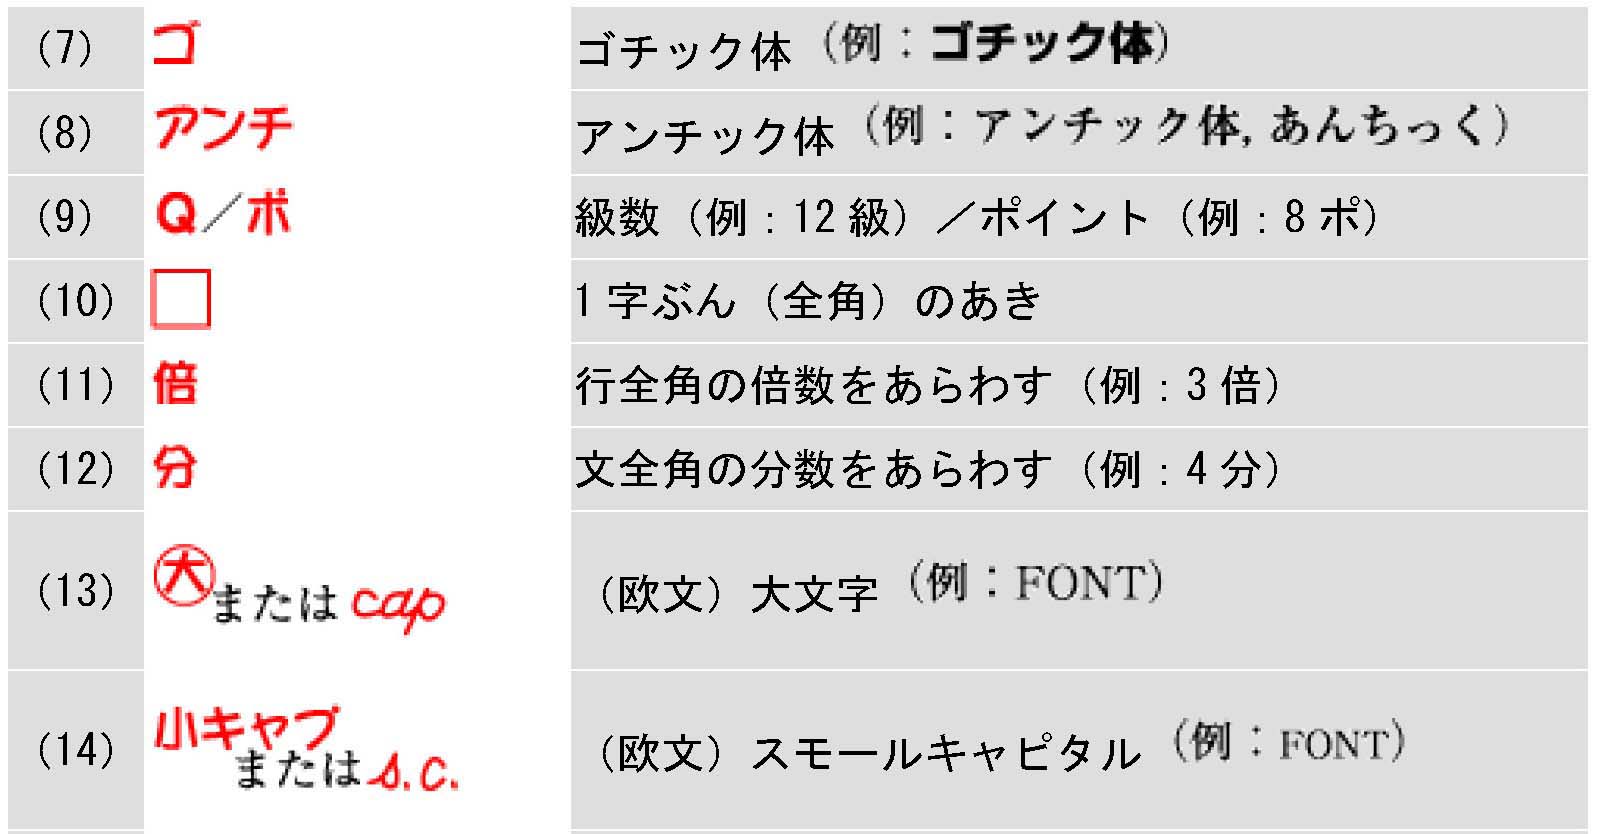 (7) ゴ ゴチック体（例：ゴチック体）
(8) アンチ アンチック体（例：アンチック体, あんちっく）
(9) Q／ポ 級数（例：12級）／ポイント（例：8ポ）
(10) □ 1字ぶん（全角）のあき
(11) 倍 行全角の倍数をあらわす（例：3倍）
(12) 分 文全角の分数をあらわす（例：4分）
(13) ㊅または cap （欧文）大文字（例：FONT）
(14) 小キャプ または s.c. （欧文）スモールキャピタル（例：FONT）